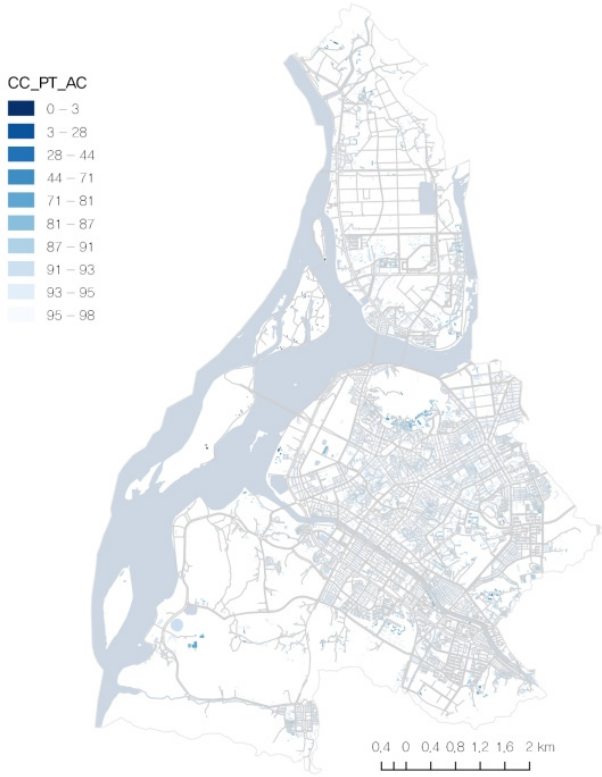 CC_PT_AC
0 – 3
3 – 28
28 – 44
44 – 71
71 – 81
81 – 87
87 – 91
91 – 93
93 – 95
95 – 98
0,4 0 0,4 0,8 1,2 1,6 2 km